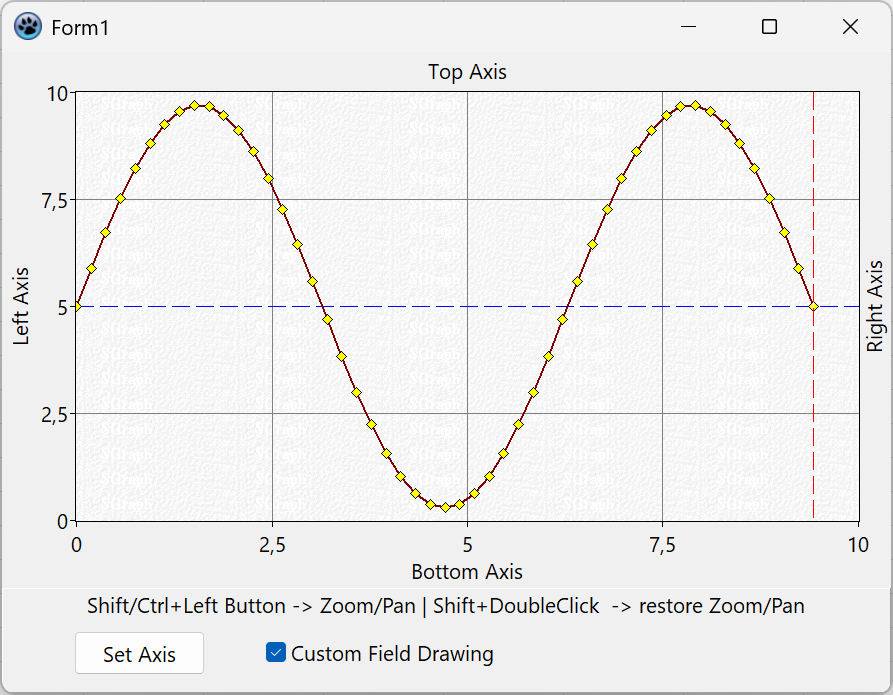 Form1
Top Axis
10
7,5
5
2,5
0
Left Axis
Right Axis
0 2,5 5 7,5 10
Bottom Axis
Shift/Ctrl+Left Button -> Zoom/Pan | Shift+DoubleClick -> restore Zoom/Pan
Set Axis
Custom Field Drawing